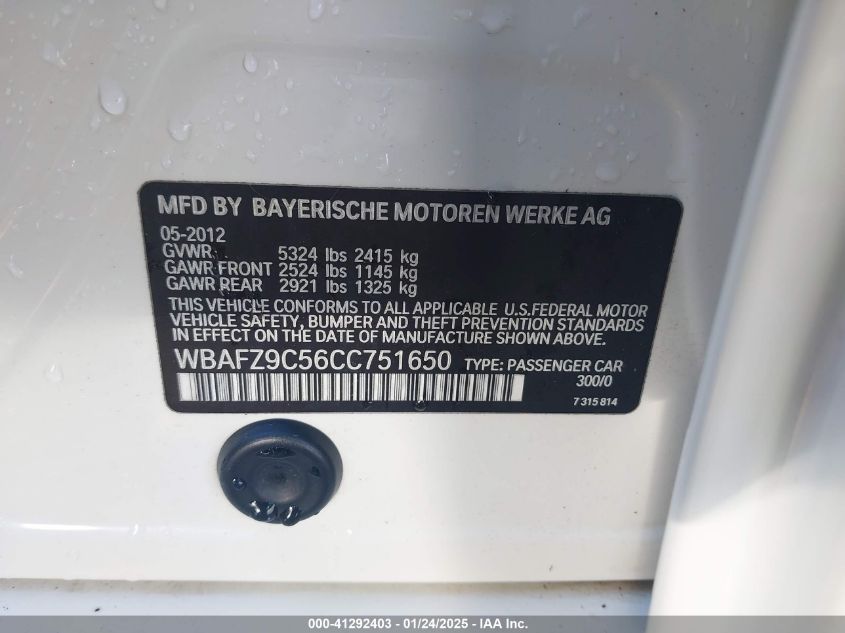 MFD BY BAYERISCHE MOTOREN WERKE AG
05-2012
GVWR 5324 lbs 2415 kg
GAWR FRONT 2524 lbs 1145 kg
GAWR REAR 2921 lbs 1325 kg
THIS VEHICLE CONFORMS TO ALL APPLICABLE U.S.FEDERAL MOTOR
VEHICLE SAFETY, BUMPER AND THEFT PREVENTION STANDARDS
IN EFFECT ON THE DATE OF MANUFACTURE SHOWN ABOVE.
WBAFZ9C56CC751650 TYPE: PASSENGER CAR
300/0
7 315 814
000-41292403 - 01/24/2025 - IAA Inc.